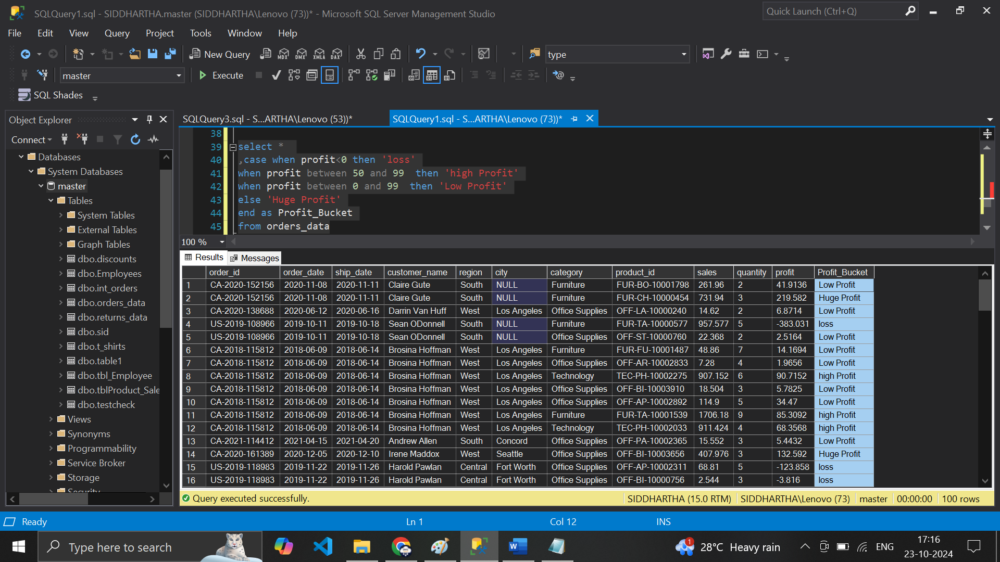 SQLQuery1.sql - SIDDHARTHA.master (SIDDHARTHA\Lenovo (73))* - Microsoft SQL Server Management Studio
Quick Launch (Ctrl+Q)
File Edit View Query Project Tools Window Help
New Query MDX DMX XMLA DAX type
master Execute
SQL Shades
Object Explorer
Connect
Databases
System Databases
master
Tables
System Tables
External Tables
Graph Tables
dbo.discounts
dbo.Employees
dbo.int_orders
dbo.orders_data
dbo.returns_data
dbo.sid
dbo.t_shirts
dbo.table1
dbo.tbl_Employee
dbo.tblProduct_Sale
dbo.testcheck
Views
Synonyms
Programmability
Service Broker
Storage
Security
SQLQuery3.sql - S...ARTHA\Lenovo (53))* SQLQuery1.sql - S...ARTHA\Lenovo (73))*
38
39 select *
40 ,case when profit<0 then 'loss'
41 when profit between 50 and 99  then 'high Profit'
42 when profit between 0 and 99  then 'Low Profit'
43 else 'Huge Profit'
44 end as Profit_Bucket
45 from orders_data
100 %
Results Messages
order_id order_date ship_date customer_name region city category product_id sales quantity profit Profit_Bucket
1 CA-2020-152156 2020-11-08 2020-11-11 Claire Gute South NULL Furniture FUR-BO-10001798 261.96 2 41.9136 Low Profit
2 CA-2020-152156 2020-11-08 2020-11-11 Claire Gute South NULL Furniture FUR-CH-10000454 731.94 3 219.582 Huge Profit
3 CA-2020-138688 2020-06-12 2020-06-16 Darrin Van Huff West Los Angeles Office Supplies OFF-LA-10000240 14.62 2 6.8714 Low Profit
4 US-2019-108966 2019-10-11 2019-10-18 Sean ODonnell South NULL Furniture FUR-TA-10000577 957.577 5 -383.031 loss
5 US-2019-108966 2019-10-11 2019-10-18 Sean ODonnell South NULL Office Supplies OFF-ST-10000760 22.368 2 2.5164 Low Profit
6 CA-2018-115812 2018-06-09 2018-06-14 Brosina Hoffman West Los Angeles Furniture FUR-FU-10001487 48.86 7 14.1694 Low Profit
7 CA-2018-115812 2018-06-09 2018-06-14 Brosina Hoffman West Los Angeles Office Supplies OFF-AR-10002833 7.28 4 1.9656 Low Profit
8 CA-2018-115812 2018-06-09 2018-06-14 Brosina Hoffman West Los Angeles Technology TEC-PH-10002275 907.152 6 90.7152 high Profit
9 CA-2018-115812 2018-06-09 2018-06-14 Brosina Hoffman West Los Angeles Office Supplies OFF-BI-10003910 18.504 3 5.7825 Low Profit
10 CA-2018-115812 2018-06-09 2018-06-14 Brosina Hoffman West Los Angeles Office Supplies OFF-AP-10002892 114.9 5 34.47 Low Profit
11 CA-2018-115812 2018-06-09 2018-06-14 Brosina Hoffman West Los Angeles Furniture FUR-TA-10001539 1706.18 9 85.3092 high Profit
12 CA-2018-115812 2018-06-09 2018-06-14 Brosina Hoffman West Los Angeles Technology TEC-PH-10002033 911.424 4 68.3568 high Profit
13 CA-2021-114412 2021-04-15 2021-04-20 Andrew Allen South Concord Office Supplies OFF-PA-10002365 15.552 3 5.4432 Low Profit
14 CA-2020-161389 2020-12-05 2020-12-10 Irene Maddox West Seattle Office Supplies OFF-BI-10003656 407.976 3 132.592 Huge Profit
15 US-2019-118983 2019-11-22 2019-11-26 Harold Pawlan Central Fort Worth Office Supplies OFF-AP-10002311 68.81 5 -123.858 loss
16 US-2019-118983 2019-11-22 2019-11-26 Harold Pawlan Central Fort Worth Office Supplies OFF-BI-10000756 2.544 3 -3.816 loss
Query executed successfully. SIDDHARTHA (15.0 RTM) SIDDHARTHA\Lenovo (73) master 00:00:00 100 rows
Ready Ln 1 Col 12 INS
Type here to search 1 28°C Heavy rain ENG 17:16
23-10-2024